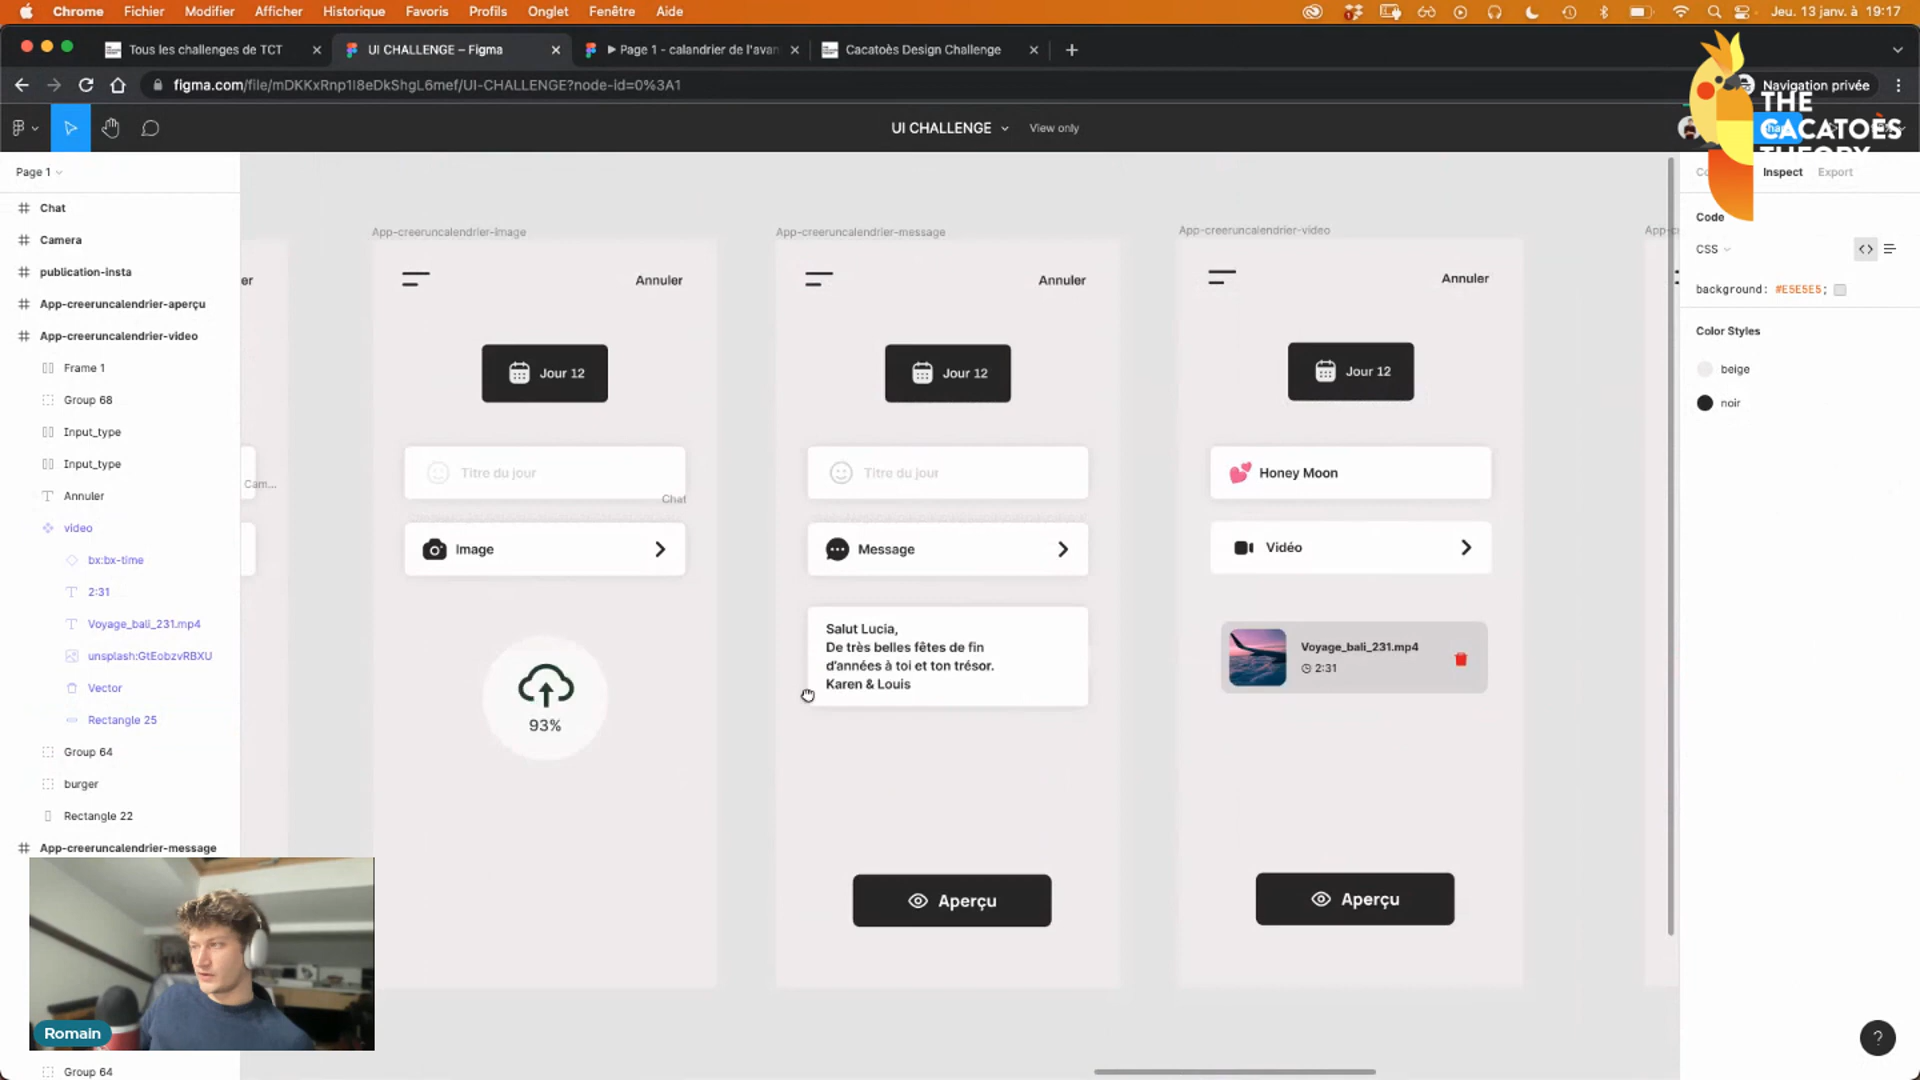 Chrome Fichier Modifier Afficher Historique Favoris Profils Onglet Fenêtre Aide Jeu. 13 janv. à 19:17
Tous les challenges de TCT
UI CHALLENGE – Figma
Page 1 - calandrier de l'avan
Cacatoès Design Challenge
figma.com/file/mDKKxRnp1I8eDkShgL6mef/UI-CHALLENGE?node-id=0%3A1
Navigation privée
THE
CACATOES
THEORY
UI CHALLENGE
View only
Page 1
Inspect
Export
Chat
Camera
publication-insta
App-creeruncalendrier-aperçu
App-creeruncalendrier-video
Frame 1
Group 68
Input_type
Input_type
Annuler
video
bx:bx-time
2:31
Voyage_bali_231.mp4
unsplash:GtEobzvRBXU
Vector
Rectangle 25
Group 64
burger
Rectangle 22
App-creeruncalendrier-message
Group 64
Romain
er
Cam...
App-creeruncalendrier-image
Annuler
Jour 12
Titre du jour
Chat
Image
93%
App-creeruncalendrier-message
Annuler
Jour 12
Titre du jour
Message
Salut Lucia,
De très belles fêtes de fin
d'années à toi et ton trésor.
Karen & Louis
Aperçu
App-creeruncalendrier-video
Annuler
Jour 12
Honey Moon
Vidéo
Voyage_bali_231.mp4
2:31
Aperçu
App-c
Code
CSS
background: #E5E5E5;
Color Styles
beige
noir
?